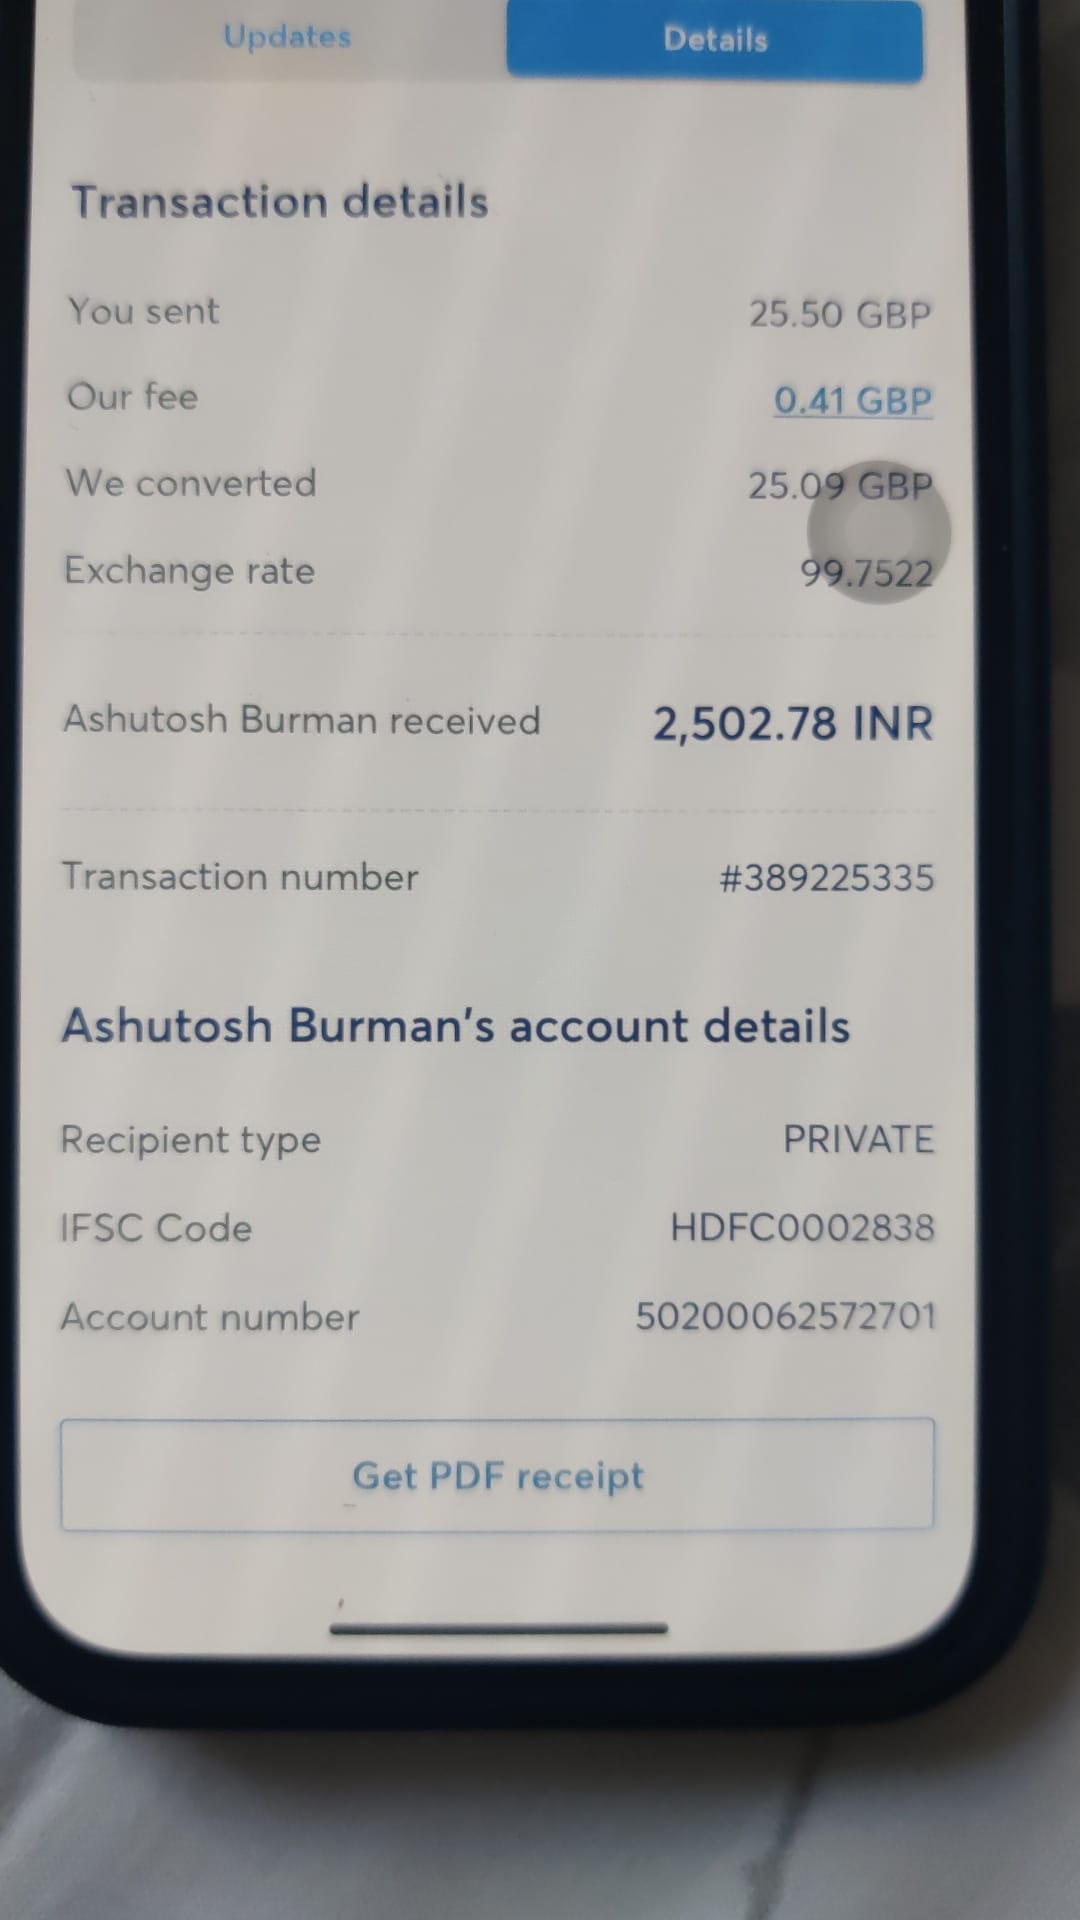 Updates Details
Transaction details
You sent 25.50 GBP
Our fee 0.41 GBP
We converted 25.09 GBP
Exchange rate 99.7522
Ashutosh Burman received 2,502.78 INR
Transaction number #389225335
Ashutosh Burman's account details
Recipient type PRIVATE
IFSC Code HDFC0002838
Account number 50200062572701
Get PDF receipt